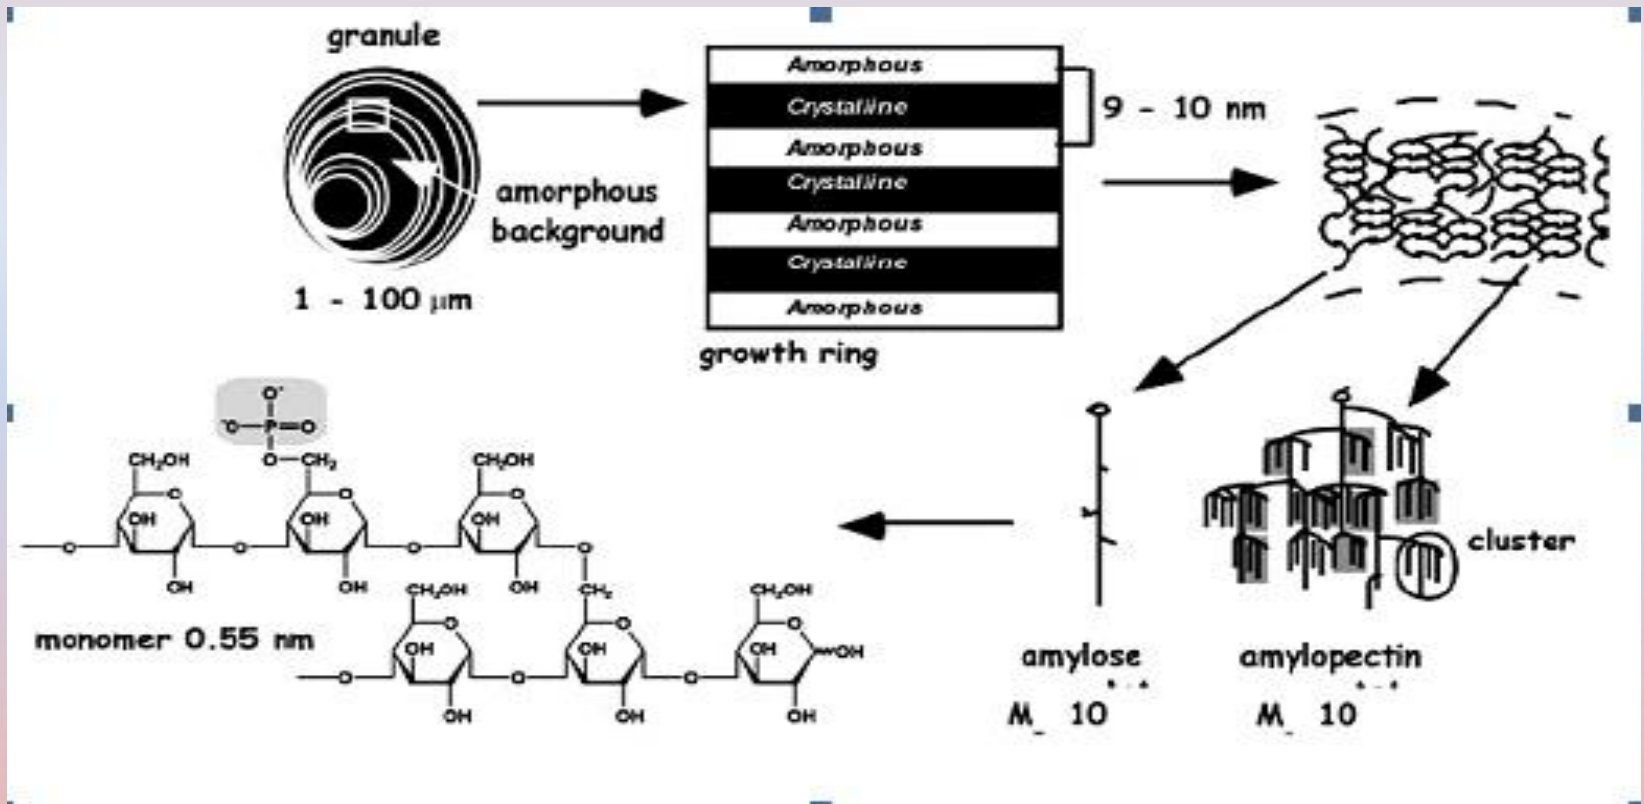 granule
amorphous
background
1 - 100 μm
Amorphous
Crystalline
Amorphous
Crystalline
Amorphous
Crystalline
Amorphous
9 - 10 nm
growth ring
O⁻
⁻O P O
O CH₂
CH₂OH
CH₂OH
O
O
O
OH
OH
OH
O
O
O
O
OH
OH
OH
CH₂OH
CH₂
CH₂OH
O
O
O
OH
OH
OH
OH
O
O
O
OH
OH
OH
monomer 0.55 nm
cluster
amylose
amylopectin
M 10
M 10